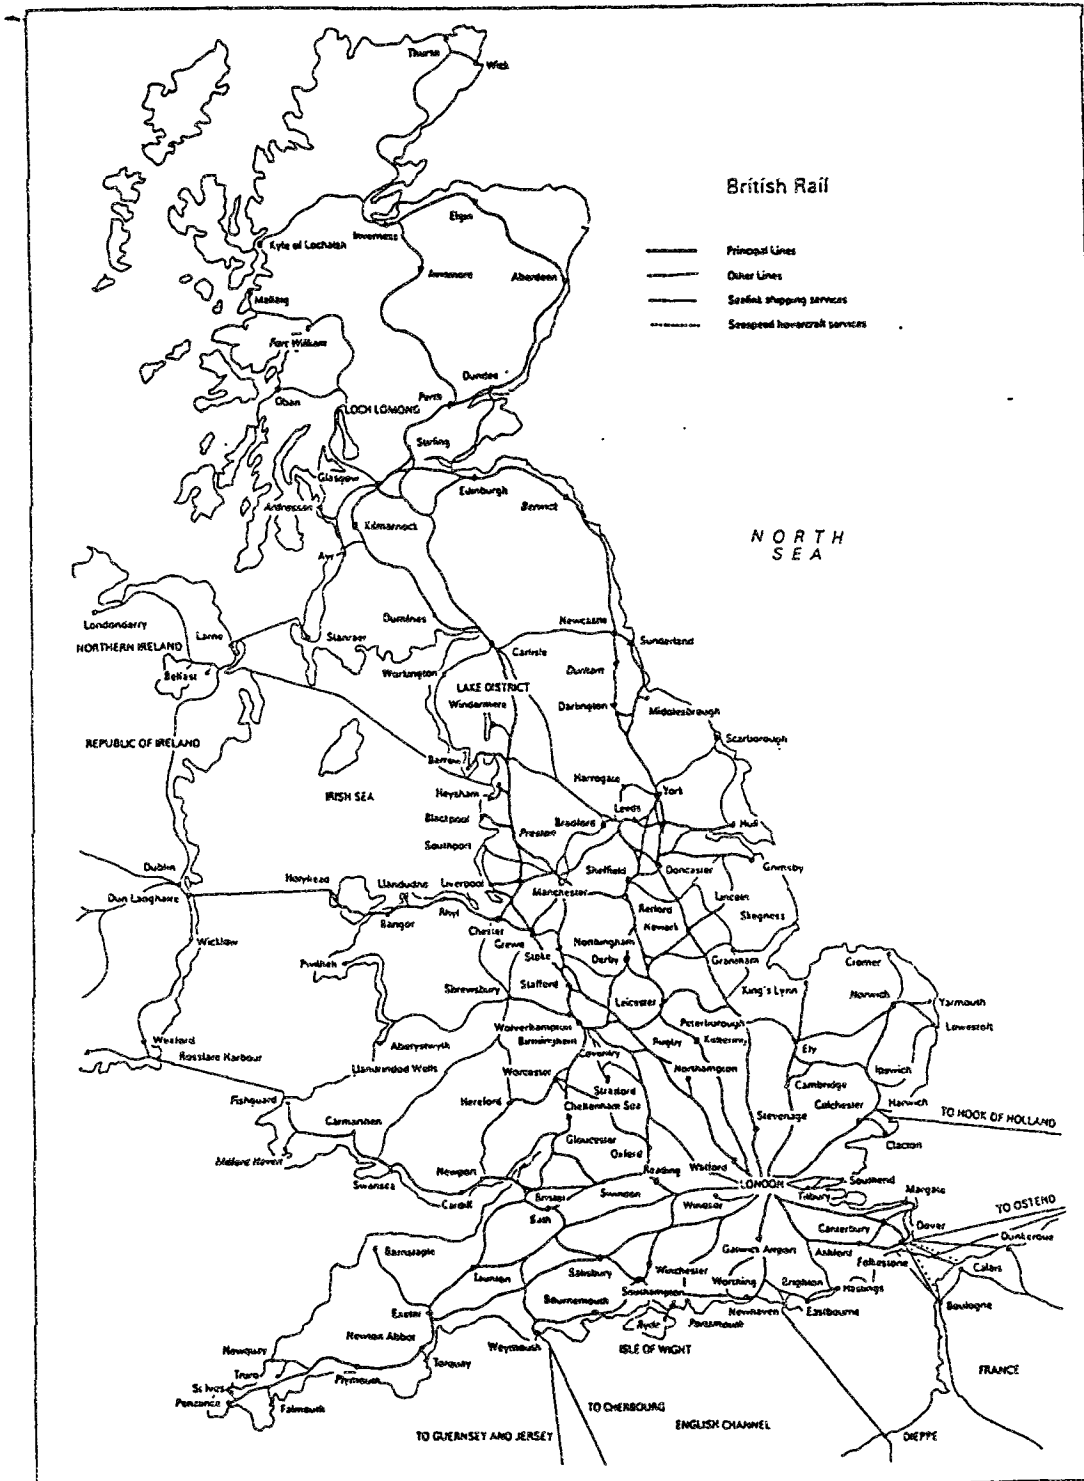 Thurso
Wick
British Rail
Elgin
Inverness
Kyle of Lochalsh
Principal Lines
Aviemore
Aberdeen
Other Lines
Sealink shipping services
Mallaig
Seaspeed hovercraft services
Fort William
Dundee
Oban
Perth
LOCH LOMONG
Stirling
Glasgow
Edinburgh
Berwick
Ardrossan
Kilmarnock
NORTH
SEA
Ayr
Londonderry
Dumfries
Newcastle
Larne
Stanraer
Sunderland
NORTHERN IRELAND
Carlisle
Belfast
Workington
Durham
LAKE DISTRICT
Windermere
Darlington
Middlesbrough
REPUBLIC OF IRELAND
Scarborough
Barrow
Harrogate
York
IRISH SEA
Heysham
Leeds
Blackpool
Bradford
Hull
Preston
Southport
Dublin
Sheffield
Doncaster
Grimsby
Holyhead
Llandudno
Liverpool
Manchester
Dun Laoghaire
Rhyl
Retford
Lincoln
Bangor
Chester
Newark
Skegness
Wicklow
Crewe
Nottingham
Stoke
Derby
Grantham
Cromer
Pwllheli
Shrewsbury
Stafford
King's Lynn
Leicester
Norwich
Yarmouth
Wolverhampton
Peterborough
Lowestoft
Wexford
Birmingham
Rugby
Kettering
Ely
Rosslare Harbour
Aberystwyth
Coventry
Llandrindod Wells
Worcester
Northampton
Ipswich
Stratford
Cambridge
Fishguard
Hereford
Cheltenham Spa
Colchester
Harwich
TO HOOK OF HOLLAND
Carmarthen
Stevenage
Gloucester
Clacton
Milford Haven
Oxford
Newport
Reading
Watford
Swansea
LONDON
Southend
Cardiff
Bristol
Swindon
Windsor
Tilbury
Margate
Bath
TO OSTEND
Canterbury
Dover
Dunkerque
Barnstaple
Gatwick Airport
Ashford
Folkestone
Taunton
Salisbury
Winchester
Calais
Worthing
Brighton
Hastings
Bournemouth
Southampton
Boulogne
Exeter
Newhaven
Eastbourne
Ryde
Portsmouth
Newton Abbot
Weymouth
ISLE OF WIGHT
Newquay
Torquay
Truro
Plymouth
FRANCE
St Ives
Penzance
Falmouth
TO CHERBOURG
ENGLISH CHANNEL
TO GUERNSEY AND JERSEY
DIEPPE